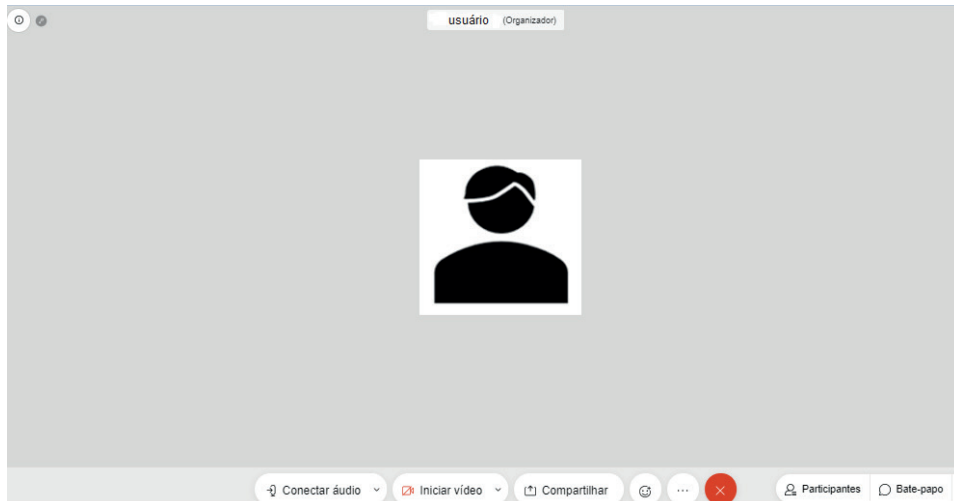 usuário (Organizador)
Conectar áudio
Iniciar vídeo
Compartilhar
Participantes
Bate-papo